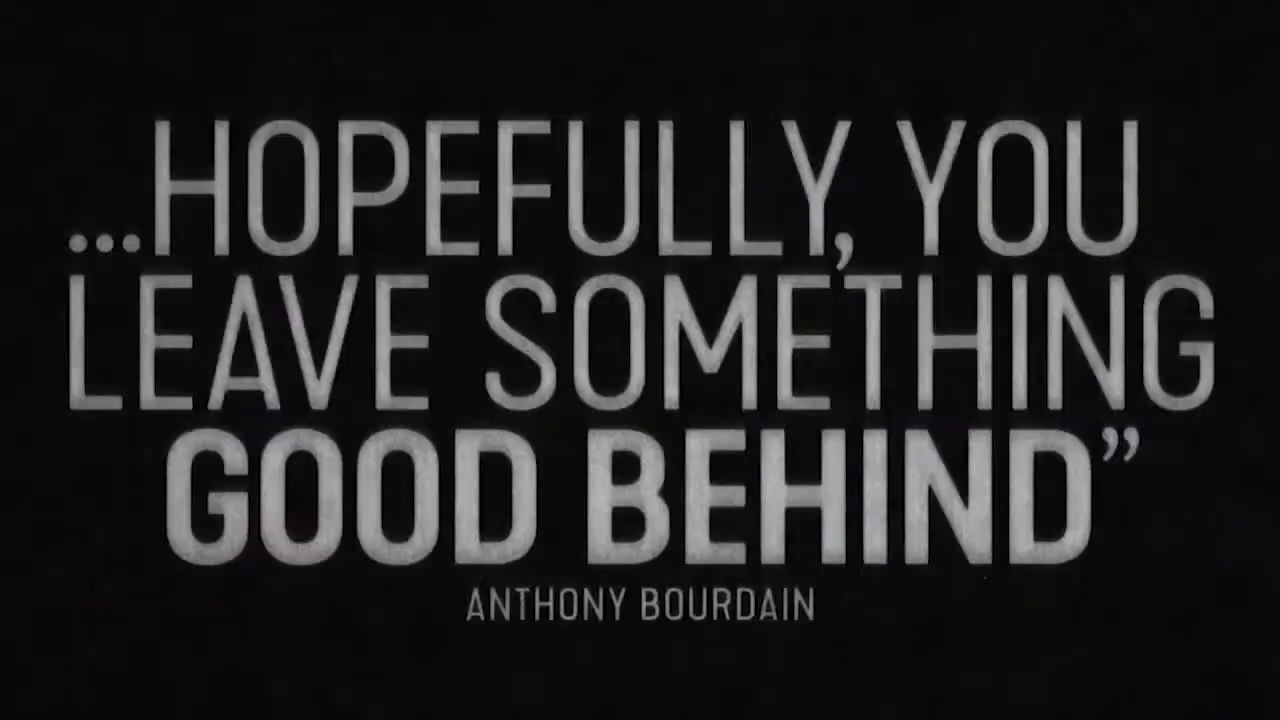 ...HOPEFULLY, YOU
LEAVE SOMETHING
GOOD BEHIND”
ANTHONY BOURDAIN